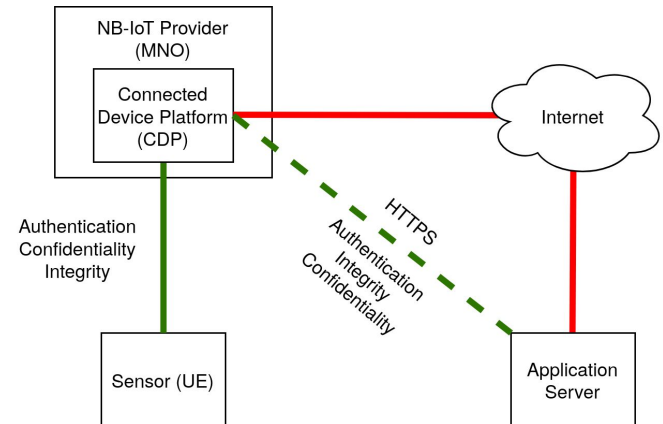 NB-IoT Provider
(MNO)
Connected
Device Platform
(CDP)
Internet
Authentication
Confidentiality
Integrity
HTTPS
Authentication
Integrity
Confidentiality
Sensor (UE)
Application
Server